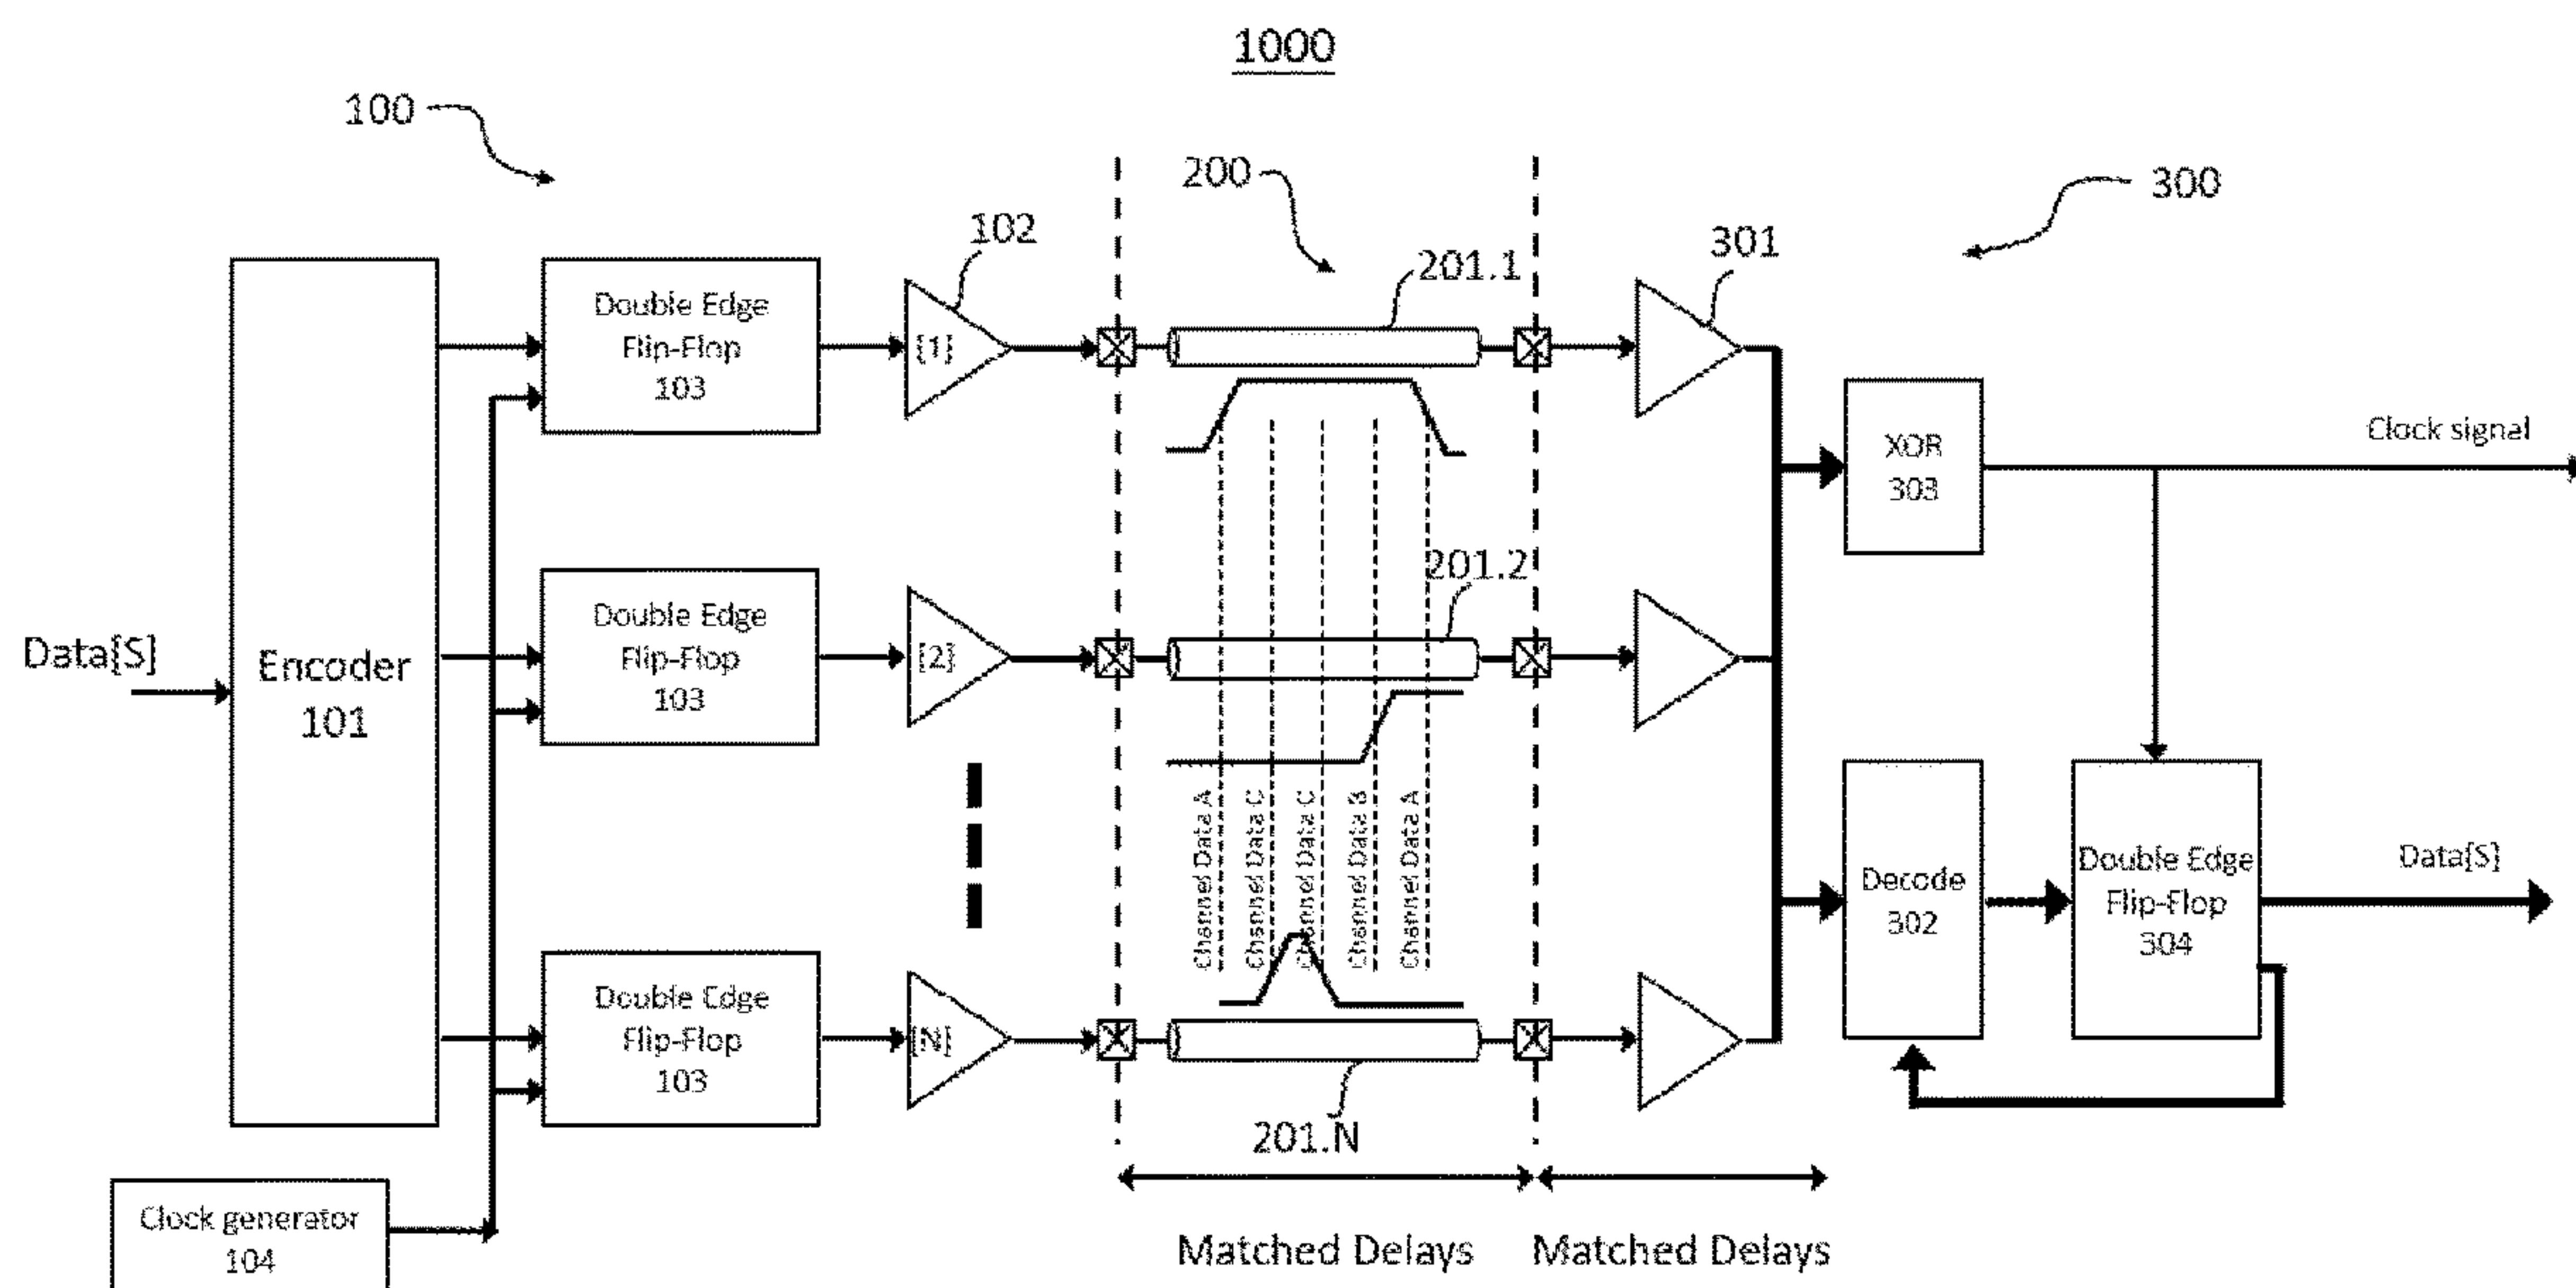 1000
100
200
300
102
301
201.1
Double Edge
Flip-Flop
103
[1]
XOR
303
Clock signal
201.2
Data[S]
Encoder
101
Double Edge
Flip-Flop
103
[2]
Channel Data A
Channel Data C
Channel Data C
Channel Data B
Channel Data A
Decode
302
Double Edge
Flip-Flop
304
Data[S]
Double Edge
Flip-Flop
103
[N]
201.N
Clock generator
104
Matched Delays
Matched Delays